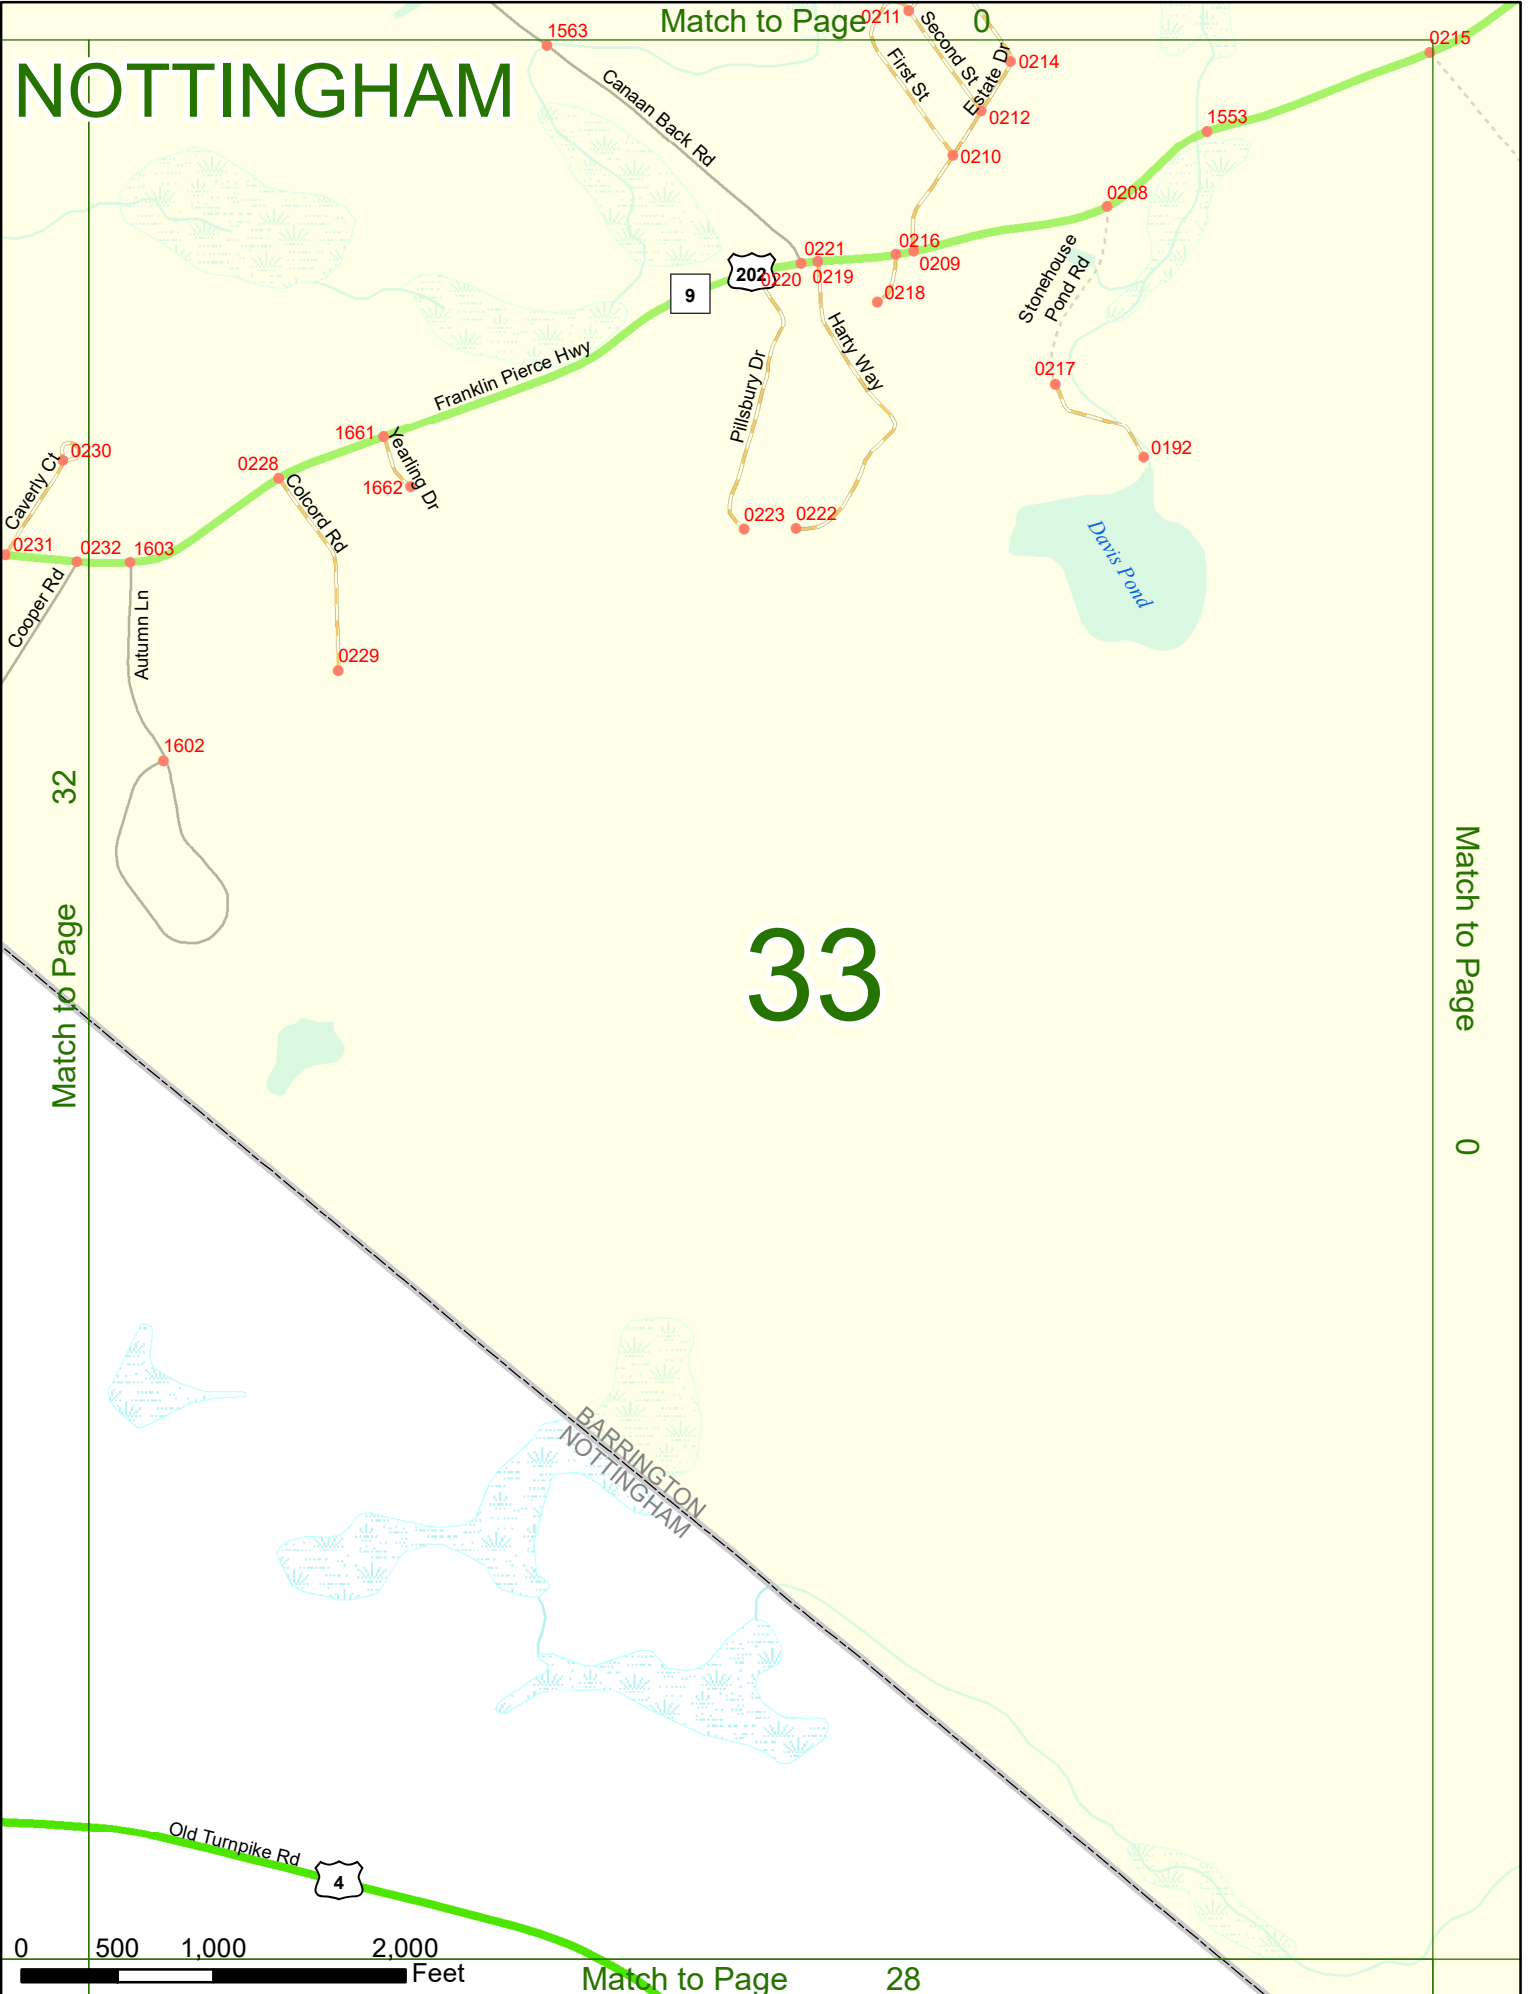 Match to Page 0
NOTTINGHAM
1563
0211
Second St
First St
Estate Dr
0214
0215
0212
1553
0210
Canaan Back Rd
0208
0216
0221
0209
202
0220
0219
9
0218
Stonehouse
Pond Rd
Harty Way
Pillsbury Dr
Franklin Pierce Hwy
0217
1661
Yearling Dr
0230
0228
1662
0192
Caverly Ct
Colcord Rd
0223
0222
Davis Pond
0231
0232
1603
Cooper Rd
Autumn Ln
0229
1602
Match to Page 32
33
Match to Page 0
BARRINGTON
NOTTINGHAM
Old Turnpike Rd
4
0 500 1,000 2,000
Feet
Match to Page 28